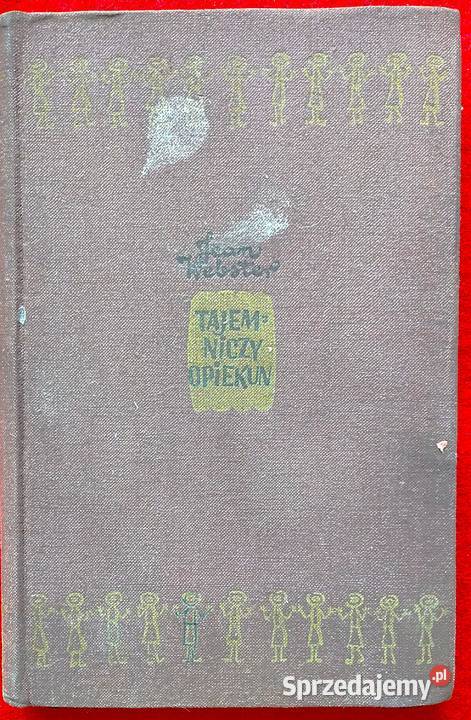 Jean
Webster
TAJEM-
NICZY
OPIEKUN
Sprzedajemy.pl